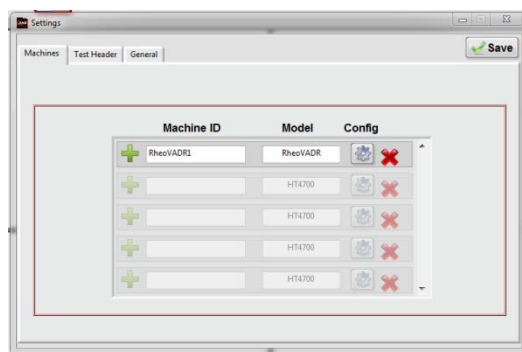 Settings
Save
Machines Test Header General
Machine ID Model Config
RheoVADR1 RheoVADR
HT4700
HT4700
HT4700
HT4700